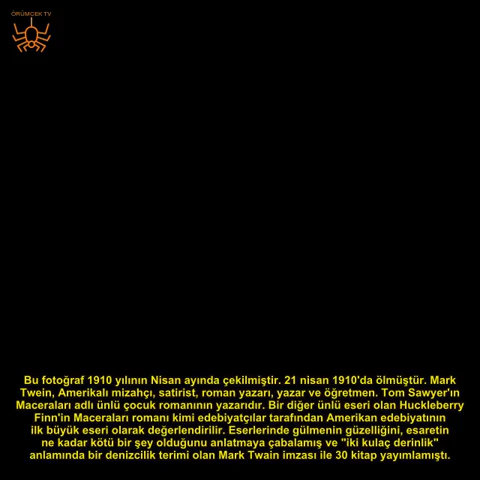 ÖRÜMCEK TV
Bu fotoğraf 1910 yılının Nisan ayında çekilmiştir. 21 nisan 1910'da ölmüştür. Mark
Twein, Amerikalı mizahçı, satirist, roman yazarı, yazar ve öğretmen. Tom Sawyer'ın
Maceraları adlı ünlü çocuk romanının yazarıdır. Bir diğer ünlü eseri olan Huckleberry
Finn'in Maceraları romanı kimi edebiyatçılar tarafından Amerikan edebiyatının
ilk büyük eseri olarak değerlendirilir. Eserlerinde gülmenin güzelliğini, esaretin
ne kadar kötü bir şey olduğunu anlatmaya çabalamış ve "iki kulaç derinlik"
anlamında bir denizcilik terimi olan Mark Twain imzası ile 30 kitap yayımlamıştı.